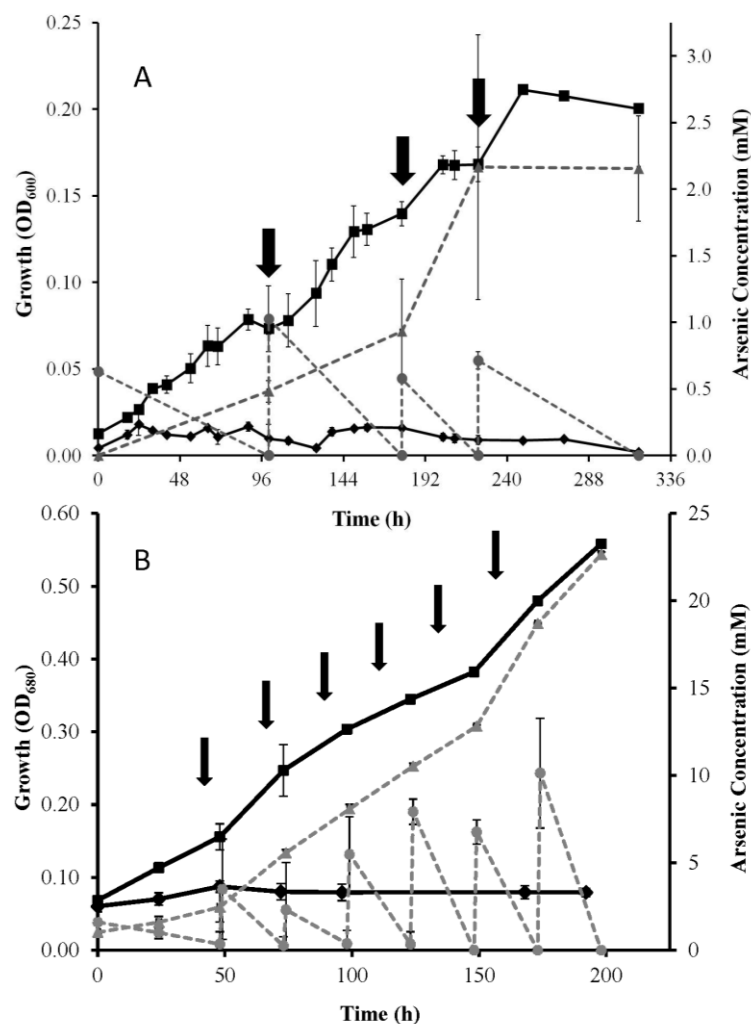 A
0.25
0.20
0.15
0.10
0.05
0.00
Growth (OD600)
3.0
2.5
2.0
1.5
1.0
0.5
0.0
Arsenic Concentration (mM)
0 48 96 144 192 240 288 336
Time (h)
B
0.60
0.50
0.40
0.30
0.20
0.10
0.00
Growth (OD680)
25
20
15
10
5
0
Arsenic Concentration (mM)
0 50 100 150 200
Time (h)